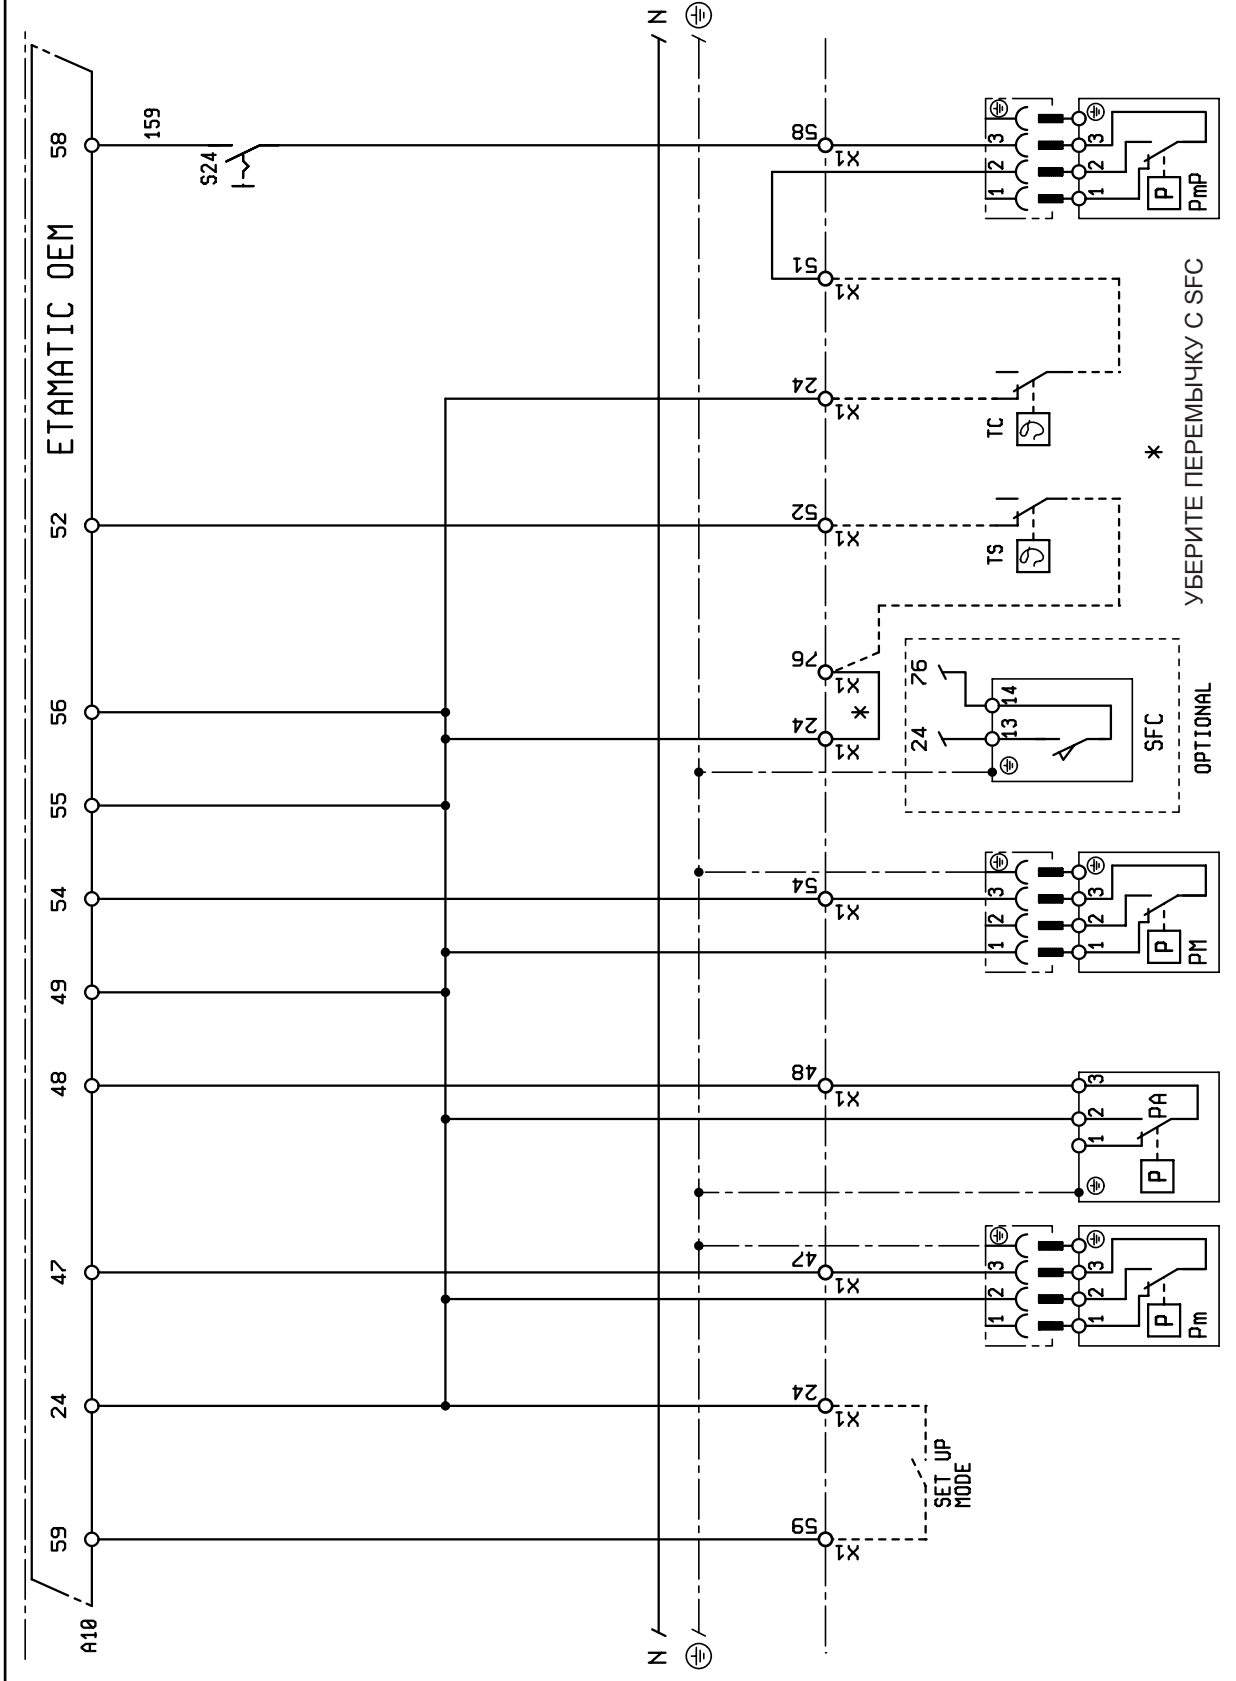 ETAMATIC OEM
59 24 47 48 49 54 55 56 52 58
A10
159
S24
N N
59 24 47 48 54 24 76 52 24 51 58
X1 X1 X1 X1 X1 X1 X1 X1 X1 X1 X1
*
24 76
SET UP
MODE
1 2 3
1 2 3
TS
TC
1 2 3
13 14
1 2 3
1 2 3
1 2 3
1 2 3
P
PA
P
P
P
SFC
*
Pm
PM
OPTIONAL
PmP
УБЕРИТЕ ПЕРЕМЫЧКУ С SFC